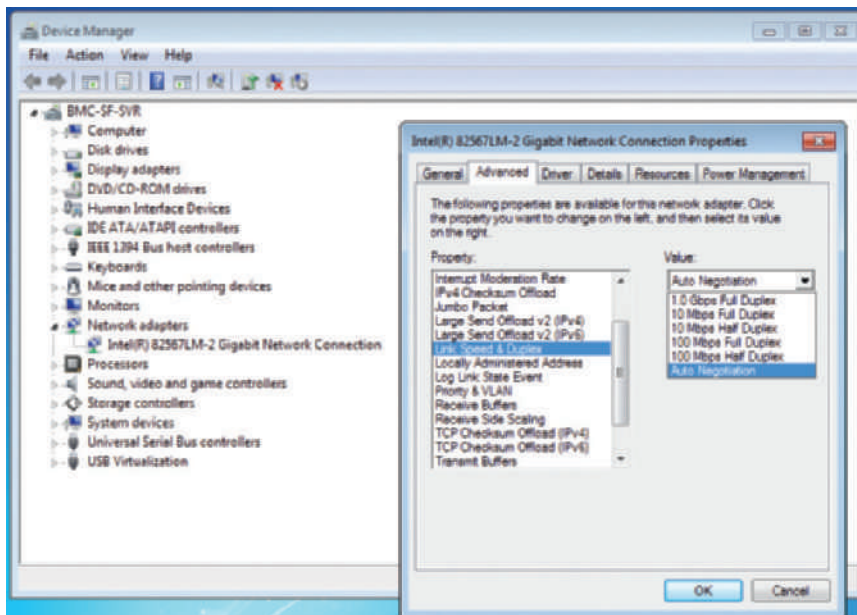 Device Manager
File Action View Help
BMC-SF-SVR
Computer
Disk drives
Display adapters
DVD/CD-ROM drives
Human Interface Devices
IDE ATA/ATAPI controllers
IEEE 1394 Bus host controllers
Keyboards
Mice and other pointing devices
Monitors
Network adapters
Intel(R) 82567LM-2 Gigabit Network Connection
Processors
Sound, video and game controllers
Storage controllers
System devices
Universal Serial Bus controllers
USB Virtualization
Intel(R) 82567LM-2 Gigabit Network Connection Properties
General Advanced Driver Details Resources Power Management
The following properties are available for this network adapter. Click
the property you want to change on the left, and then select its value
on the right.
Property:
Interrupt Moderation Rate
IPv4 Checksum Offload
Jumbo Packet
Large Send Offload v2 (IPv4)
Large Send Offload v2 (IPv6)
Link Speed & Duplex
Locally Administered Address
Log Link State Event
Priority & VLAN
Receive Buffers
Receive Side Scaling
TCP Checksum Offload (IPv4)
TCP Checksum Offload (IPv6)
Transmit Buffers
Value:
Auto Negotiation
1.0 Gbps Full Duplex
10 Mbps Full Duplex
10 Mbps Half Duplex
100 Mbps Full Duplex
100 Mbps Half Duplex
Auto Negotiation
OK Cancel